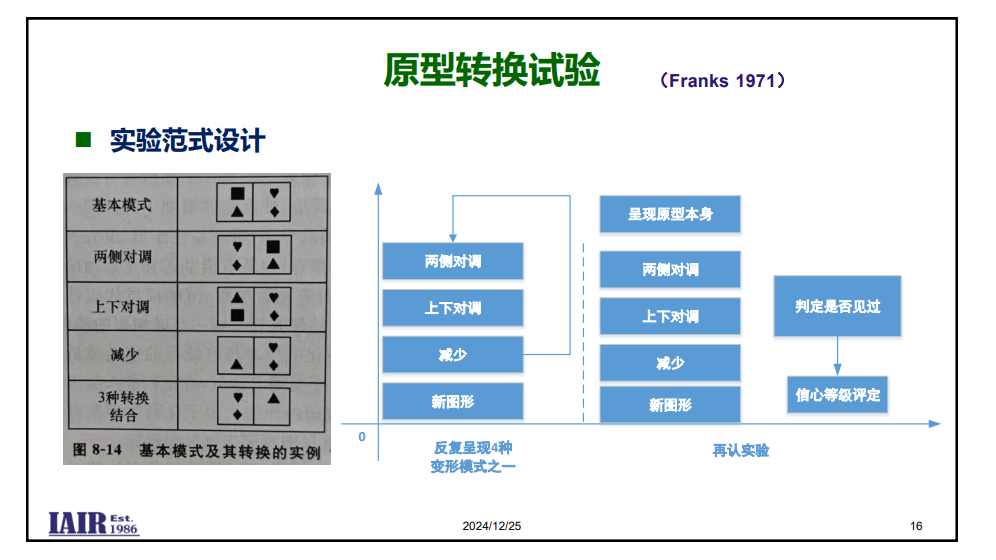 原型转换试验
（Franks 1971）
实验范式设计
基本模式
两侧对调
上下对调
减少
3种转换
结合
图 8-14 基本模式及其转换的实例
两侧对调
上下对调
减少
新图形
0
反复呈现4种
变形模式之一
呈现原型本身
两侧对调
上下对调
减少
新图形
再认实验
判定是否见过
信心等级评定
IAIR Est.
1986
2024/12/25
16